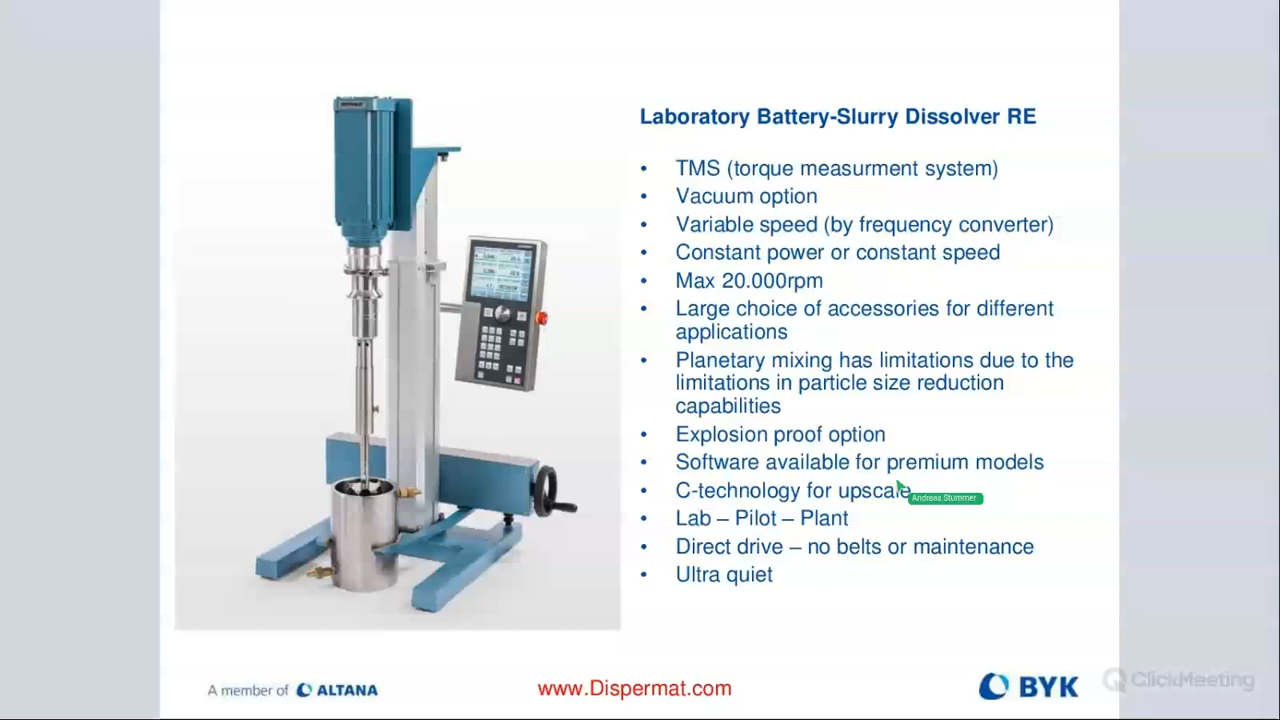 Laboratory Battery-Slurry Dissolver RE
• TMS (torque measurment system)
• Vacuum option
• Variable speed (by frequency converter)
• Constant power or constant speed
• Max 20.000rpm
• Large choice of accessories for different
applications
• Planetary mixing has limitations due to the
limitations in particle size reduction
capabilities
• Explosion proof option
• Software available for premium models
• C-technology for upscale
Andreas Stummer
• Lab – Pilot – Plant
• Direct drive – no belts or maintenance
• Ultra quiet
A member of ALTANA
www.Dispermat.com
BYK
ClickMeeting